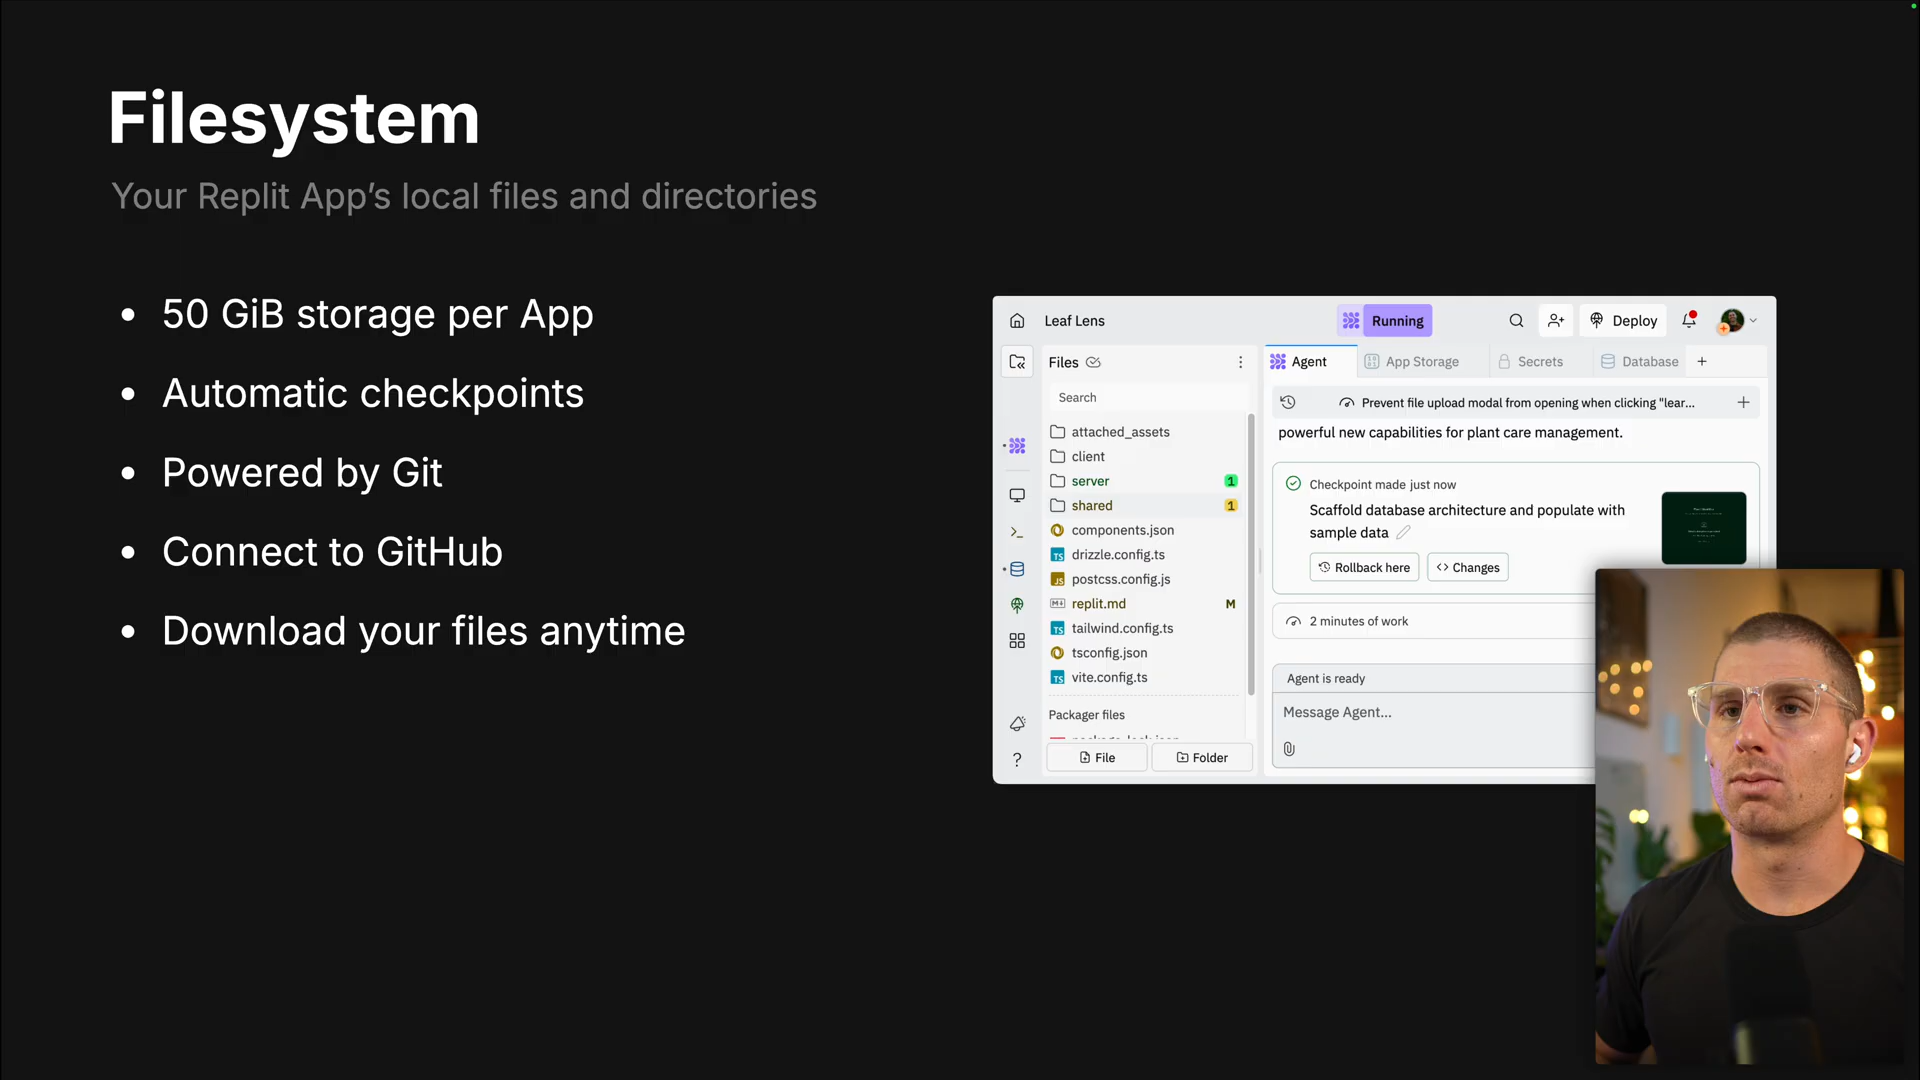 Filesystem
Your Replit App’s local files and directories
• 50 GiB storage per App
• Automatic checkpoints
• Powered by Git
• Connect to GitHub
• Download your files anytime
Leaf Lens
Running
Deploy
Files
Search
attached_assets
client
server 1
shared 1
components.json
TS drizzle.config.ts
JS postcss.config.js
replit.md M
TS tailwind.config.ts
tsconfig.json
TS vite.config.ts
Packager files
File
Folder
Agent
App Storage
Secrets
Database
Prevent file upload modal from opening when clicking "lear...
powerful new capabilities for plant care management.
Checkpoint made just now
Scaffold database architecture and populate with
sample data
Rollback here
Changes
2 minutes of work
Agent is ready
Message Agent...